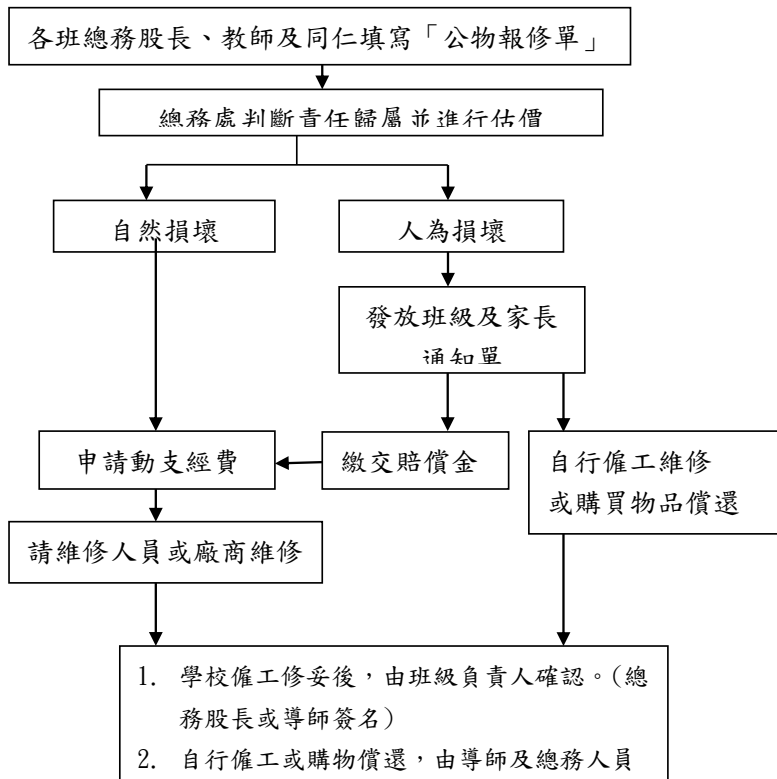 各班總務股長、教師及同仁填寫「公物報修單」
總務處判斷責任歸屬並進行估價
自然損壞
人為損壞
發放班級及家長
通知單
申請動支經費
繳交賠償金
自行僱工維修
或購買物品償還
請維修人員或廠商維修
1. 學校僱工修妥後，由班級負責人確認。(總
務股長或導師簽名)
2. 自行僱工或購物償還，由導師及總務人員